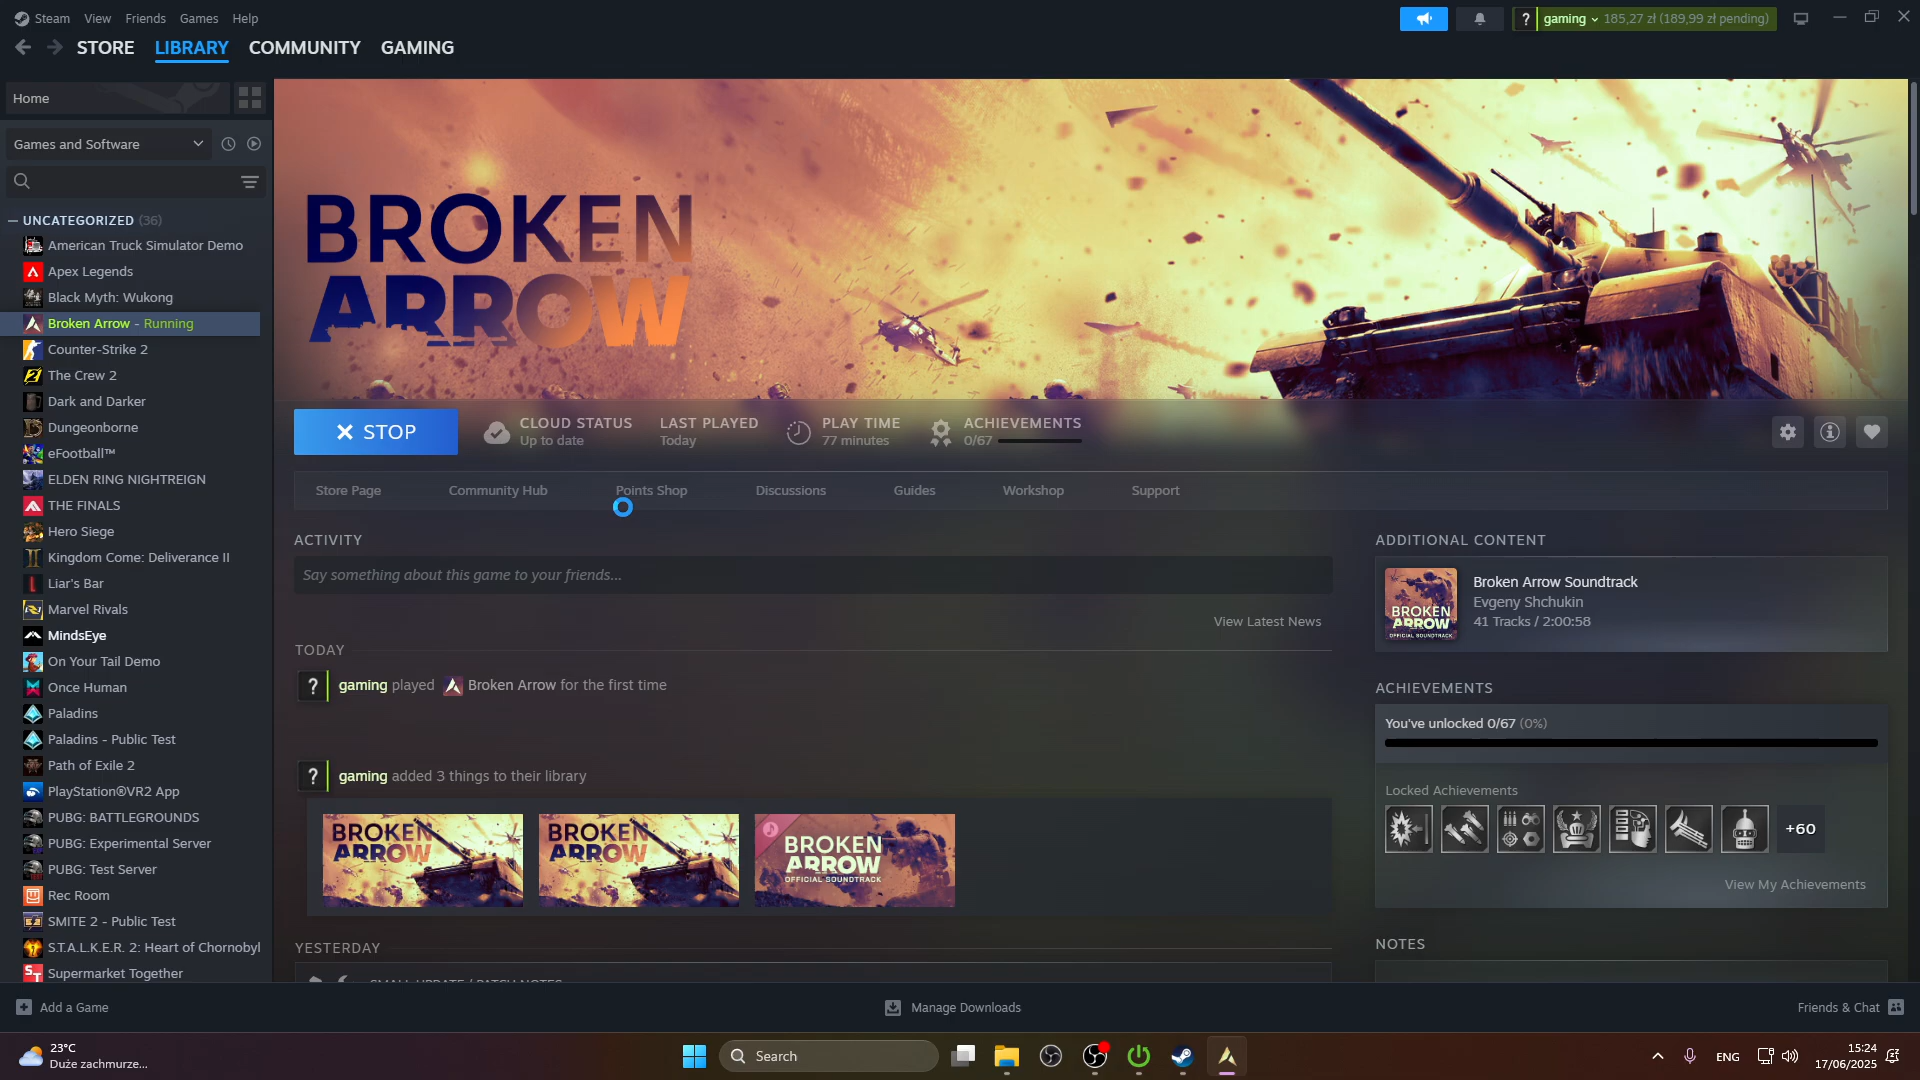 Steam View Friends Games Help
? gaming 185,27 zł (189,99 zł pending)
STORE LIBRARY COMMUNITY GAMING
Home
Games and Software
UNCATEGORIZED (36)
American Truck Simulator Demo
Apex Legends
Black Myth: Wukong
Broken Arrow - Running
Counter-Strike 2
The Crew 2
Dark and Darker
Dungeonborne
eFootball™
ELDEN RING NIGHTREIGN
THE FINALS
Hero Siege
Kingdom Come: Deliverance II
Liar's Bar
Marvel Rivals
MindsEye
On Your Tail Demo
Once Human
Paladins
Paladins - Public Test
Path of Exile 2
PlayStation®VR2 App
PUBG: BATTLEGROUNDS
PUBG: Experimental Server
PUBG: Test Server
Rec Room
SMITE 2 - Public Test
S.T.A.L.K.E.R. 2: Heart of Chornobyl
Supermarket Together
BROKEN
ARROW
STOP
CLOUD STATUS
Up to date
LAST PLAYED
Today
PLAY TIME
77 minutes
ACHIEVEMENTS
0/67
Store Page Community Hub Points Shop Discussions Guides Workshop Support
ACTIVITY
Say something about this game to your friends...
View Latest News
TODAY
? gaming played Broken Arrow for the first time
? gaming added 3 things to their library
BROKEN
ARROW
BROKEN
ARROW
BROKEN
ARROW
OFFICIAL SOUNDTRACK
YESTERDAY
SMALL UPDATE / PATCH NOTES
ADDITIONAL CONTENT
BROKEN
ARROW
OFFICIAL SOUNDTRACK
Broken Arrow Soundtrack
Evgeny Shchukin
41 Tracks / 2:00:58
ACHIEVEMENTS
You've unlocked 0/67 (0%)
Locked Achievements
+60
View My Achievements
NOTES
Add a Game
Manage Downloads
Friends & Chat
23°C
Duże zachmurze...
Search
ENG
15:24
17/06/2025